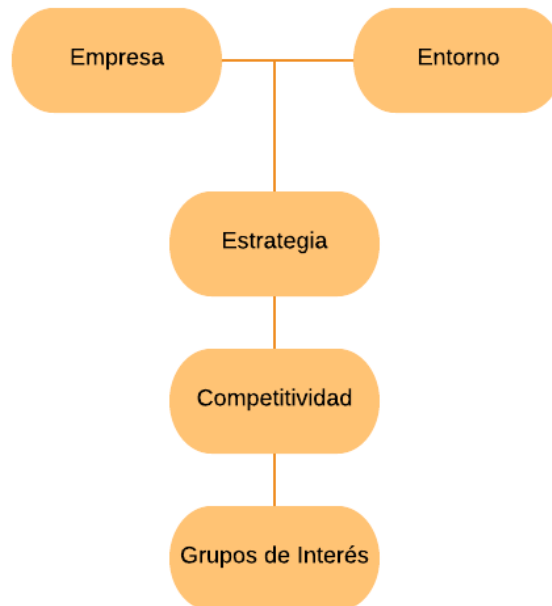 Empresa
Entorno
Estrategia
Competitividad
Grupos de Interés